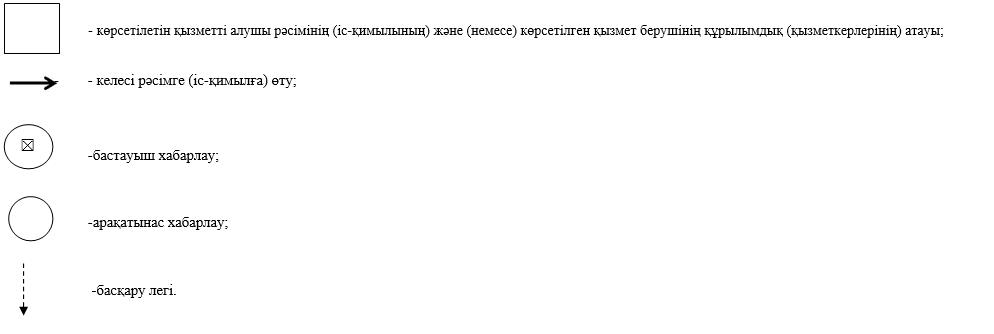 - көрсетілетін қызметті алушы рәсімінің (іс-қимылының) және (немесе) көрсетілген қызмет берушінің құрылымдық (қызметкерлерінің) атауы;
- келесі рәсімге (іс-қимылға) өту;
-бастауыш хабарлау;
-арақатынас хабарлау;
-басқару легі.